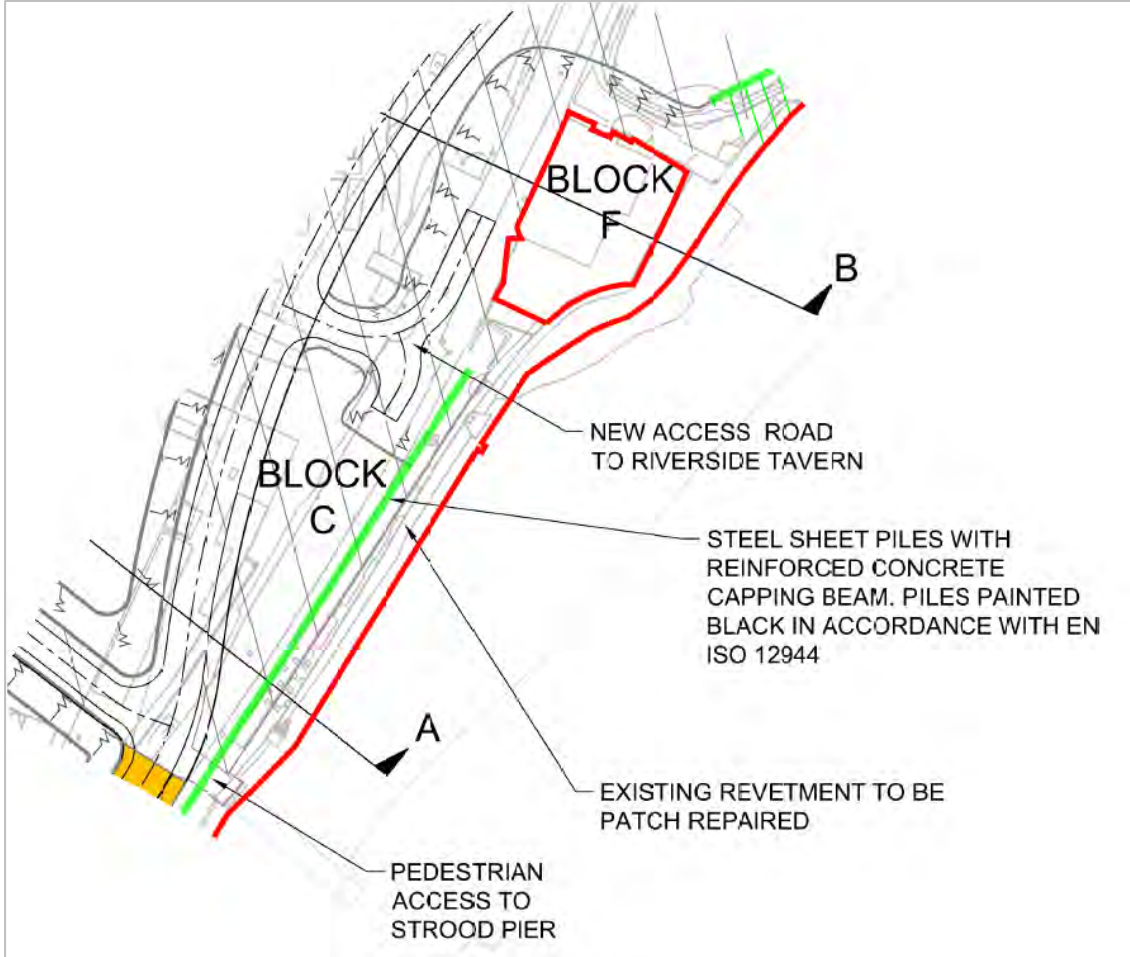 BLOCK
F
B
NEW ACCESS ROAD
TO RIVERSIDE TAVERN
BLOCK
C
STEEL SHEET PILES WITH
REINFORCED CONCRETE
CAPPING BEAM. PILES PAINTED
BLACK IN ACCORDANCE WITH EN
ISO 12944
A
EXISTING REVETMENT TO BE
PATCH REPAIRED
PEDESTRIAN
ACCESS TO
STROOD PIER